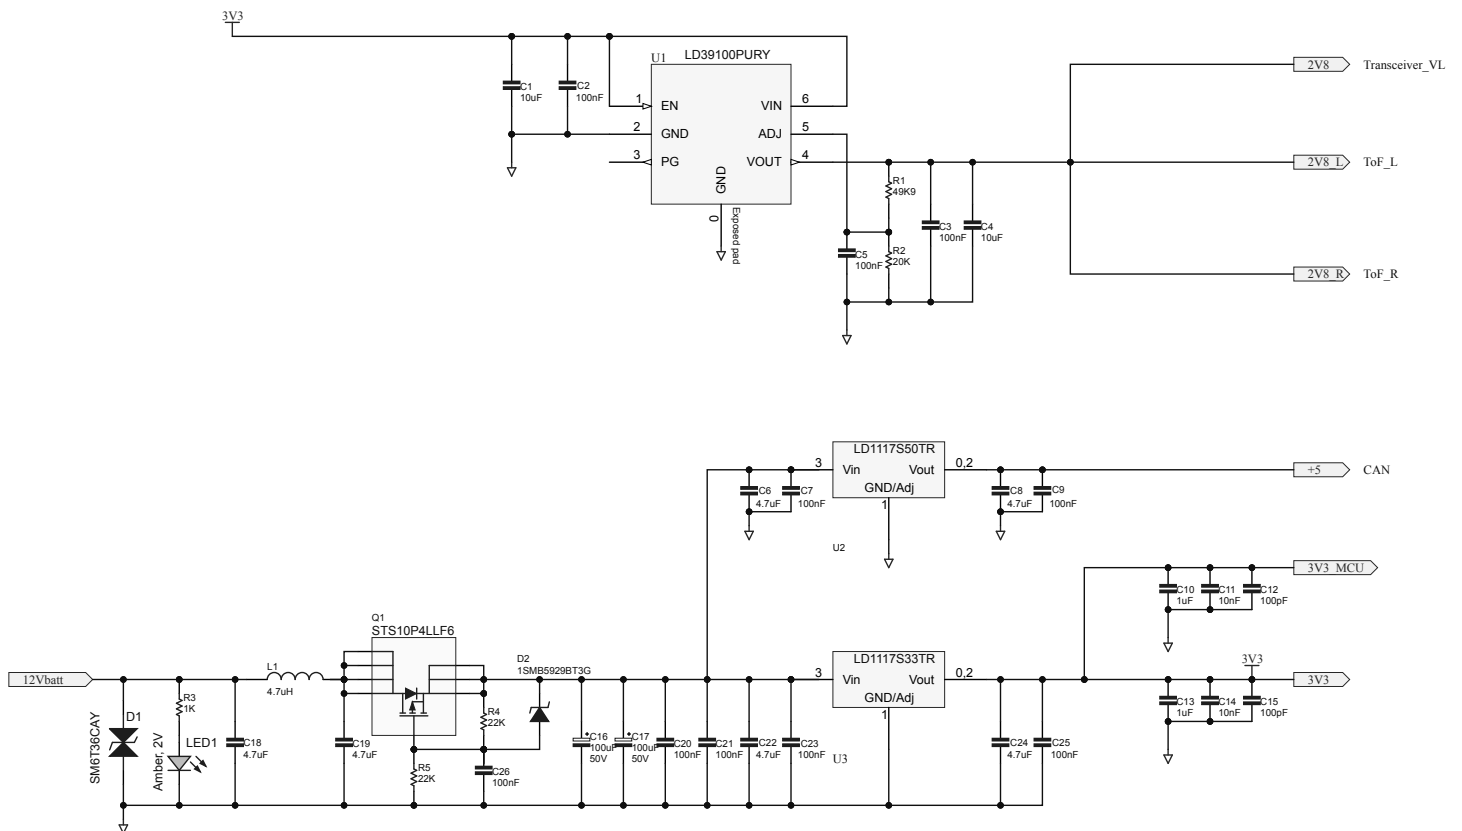 3V3
U1
LD39100PURY
C1
10uF
C2
100nF
1
EN
VIN
6
2
GND
ADJ
5
3
PG
VOUT
4
GND
0
Exposed pad
R1
49K9
C3
100nF
C4
10uF
C5
100nF
R2
20K
2V8
Transceiver_VL
2V8_L
ToF_L
2V8_R
ToF_R
LD1117S50TR
3
Vin
Vout
0,2
GND/Adj
1
U2
C6
4.7uF
C7
100nF
C8
4.7uF
C9
100nF
+5
CAN
3V3_MCU
C10
1uF
C11
10nF
C12
100pF
12Vbatt
D1
SM6T36CAY
R3
1K
LED1
Amber, 2V
C18
4.7uF
L1
4.7uH
C19
4.7uF
Q1
STS10P4LLF6
R4
22K
R5
22K
C26
100nF
D2
1SMB5929BT3G
C16
100uF
50V
C17
100uF
50V
C20
100nF
C21
100nF
C22
4.7uF
C23
100nF
LD1117S33TR
3
Vin
Vout
0,2
GND/Adj
1
U3
C24
4.7uF
C25
100nF
3V3
C13
1uF
C14
10nF
C15
100pF
3V3